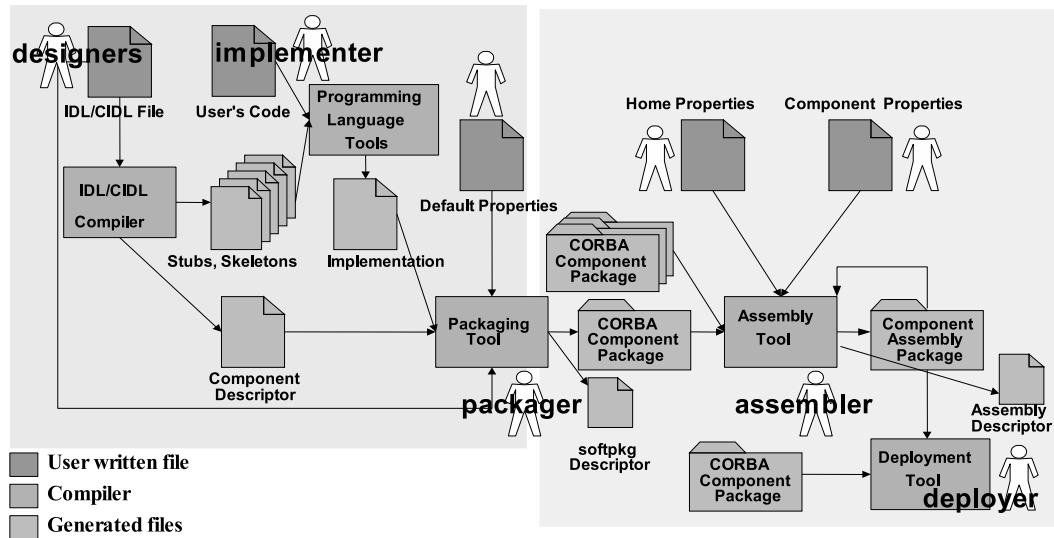 designers
implementer
IDL/CIDL File
User's Code
Programming
Language
Tools
Home Properties
Component Properties
IDL/CIDL
Compiler
Stubs, Skeletons
Implementation
Default Properties
CORBA
Component
Package
Component
Descriptor
Packaging
Tool
CORBA
Component
Package
Assembly
Tool
Component
Assembly
Package
packager
assembler
softpkg
Descriptor
Assembly
Descriptor
CORBA
Component
Package
Deployment
Tool
deployer
User written file
Compiler
Generated files